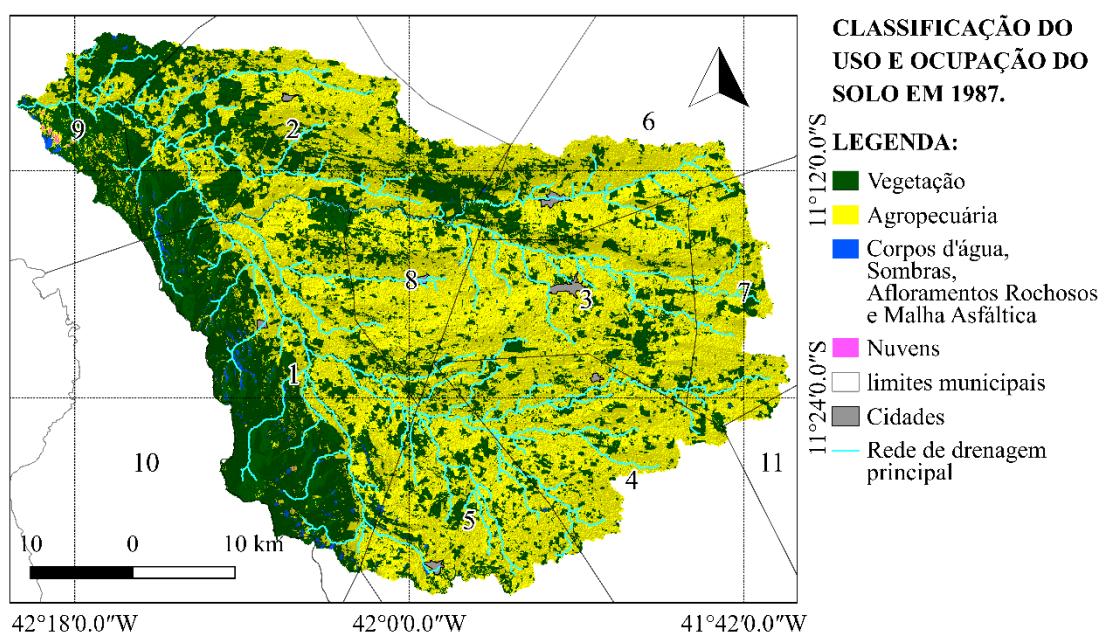 CLASSIFICAÇÃO DO
USO E OCUPAÇÃO DO
SOLO EM 1987.
LEGENDA:
Vegetação
Agropecuária
Corpos d'água,
Sombras,
Afloramentos Rochosos
e Malha Asfáltica
Nuvens
limites municipais
Cidades
Rede de drenagem
principal
6
9
2
8
3
7
1
10
11
4
5
11°12'0.0"S
11°24'0.0"S
10 0 10 km
42°18'0.0"W 42°0'0.0"W 41°42'0.0"W